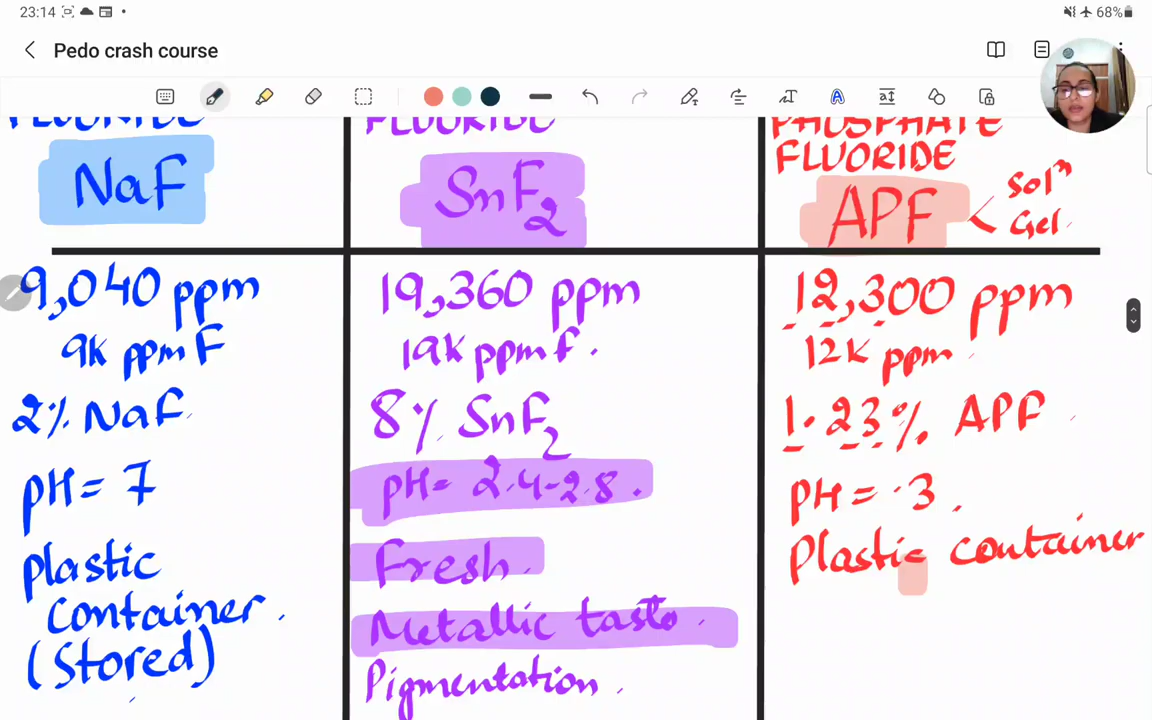 23:14
68%
Pedo crash course
FLUORIDE
NaF
9,040 ppm
9k ppm F
2% NaF
pH = 7
plastic
container.
(Stored)
FLUORIDE
SnF2
19,360 ppm
19k ppm f.
8% SnF2
pH= 2.4-2.8.
Fresh.
Metallic taste.
Pigmentation.
PHOSPHATE
FLUORIDE
APF < Solⁿ
Gel.
12,300 ppm
12K ppm.
1.23% APF
pH = 3.
Plastic container